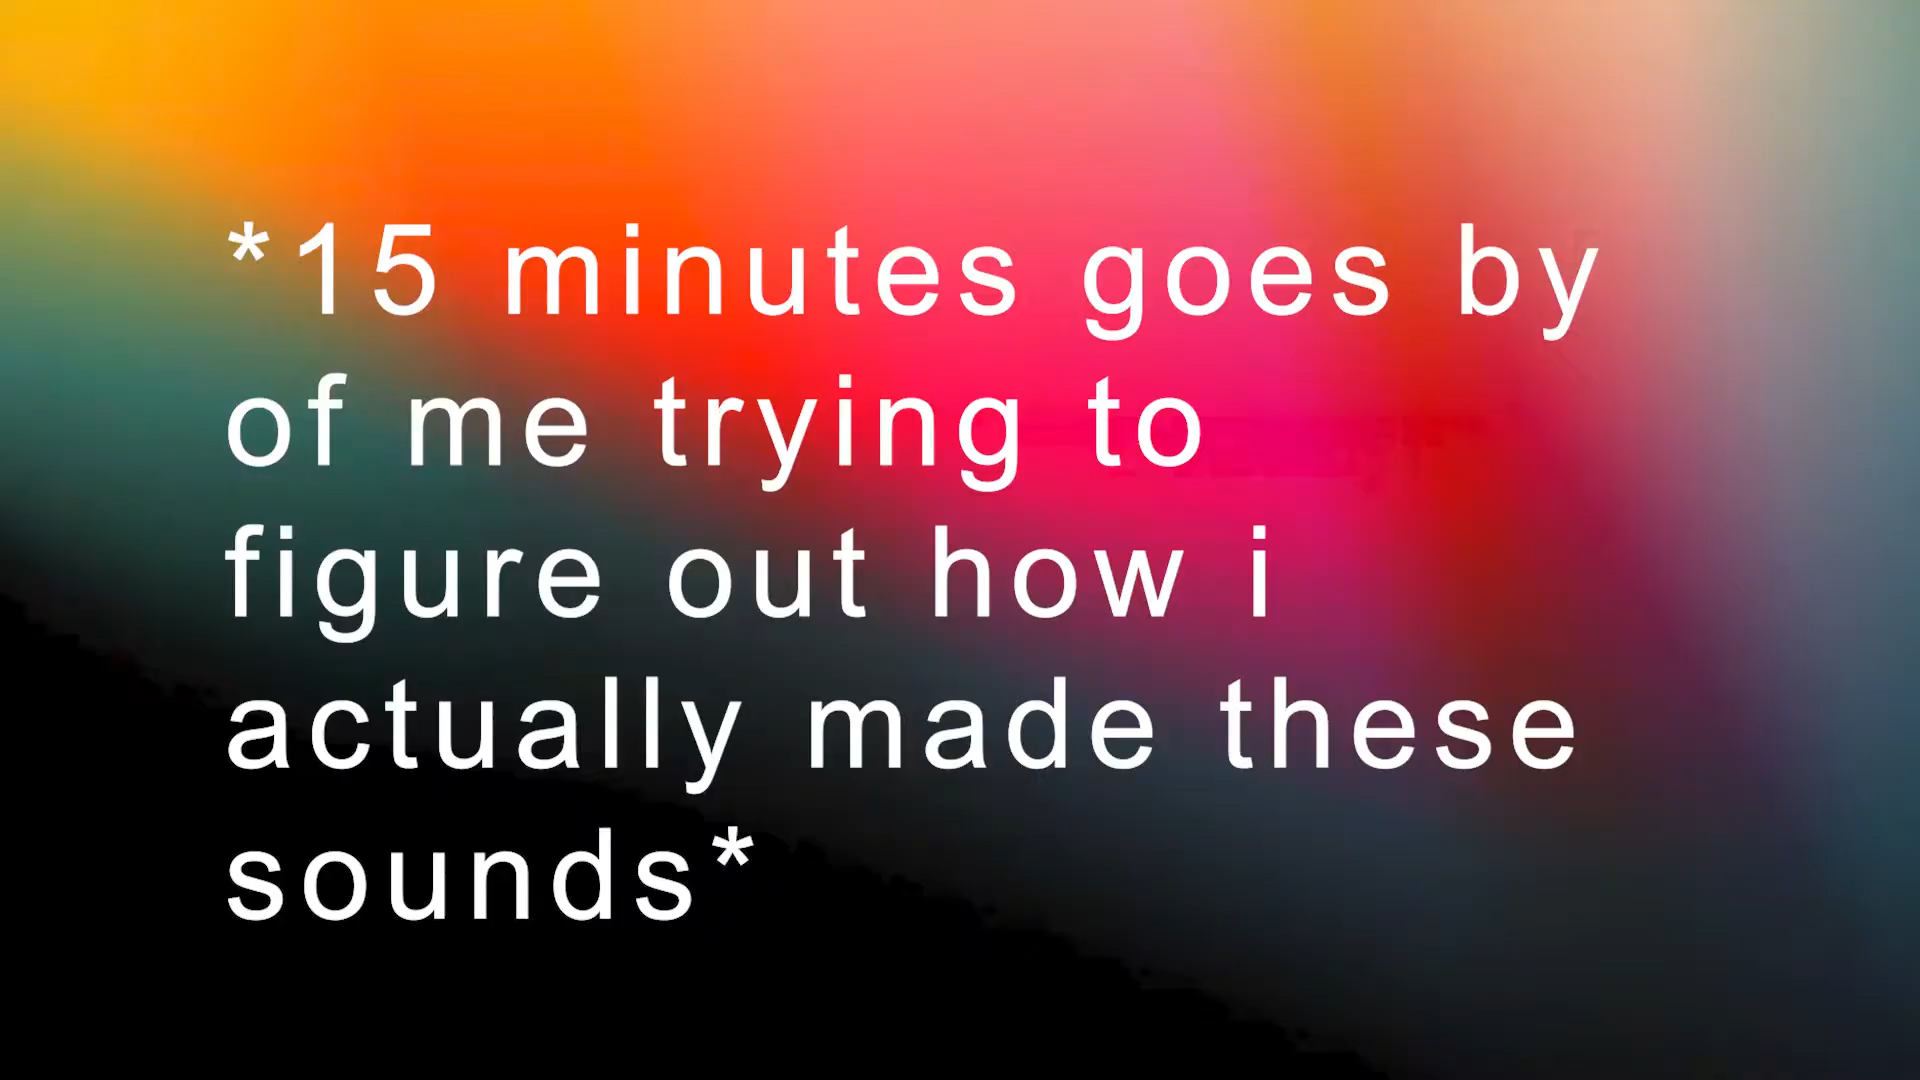 *15 minutes goes by
of me trying to
figure out how i
actually made these
sounds*